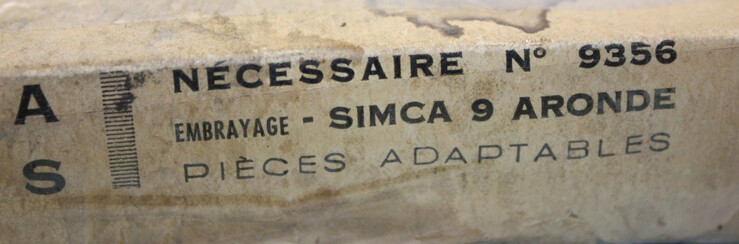 A
S
NÉCESSAIRE N° 9356
EMBRAYAGE - SIMCA 9 ARONDE
PIÈCES ADAPTABLES